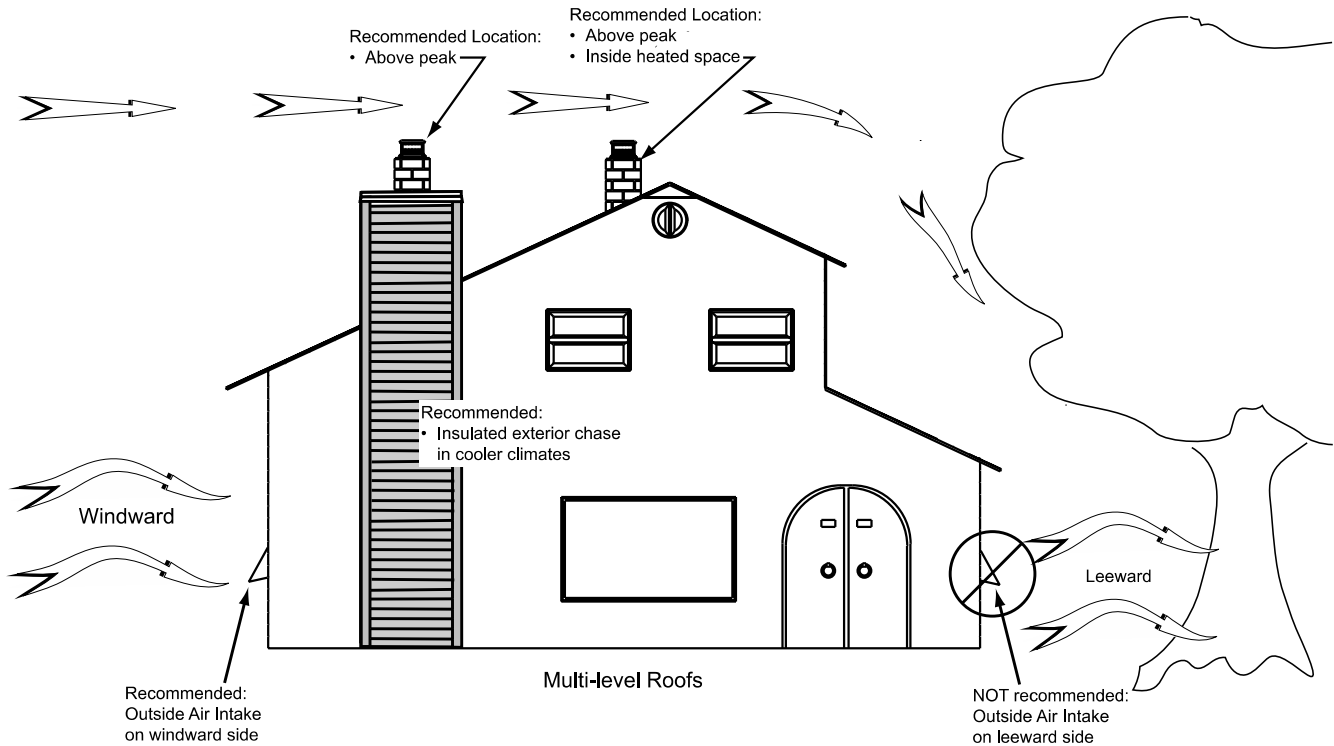 Recommended Location:
• Above peak
Recommended Location:
• Above peak
• Inside heated space
Recommended:
• Insulated exterior chase
in cooler climates
Windward
Leeward
Recommended:
Outside Air Intake
on windward side
Multi-level Roofs
NOT recommended:
Outside Air Intake
on leeward side